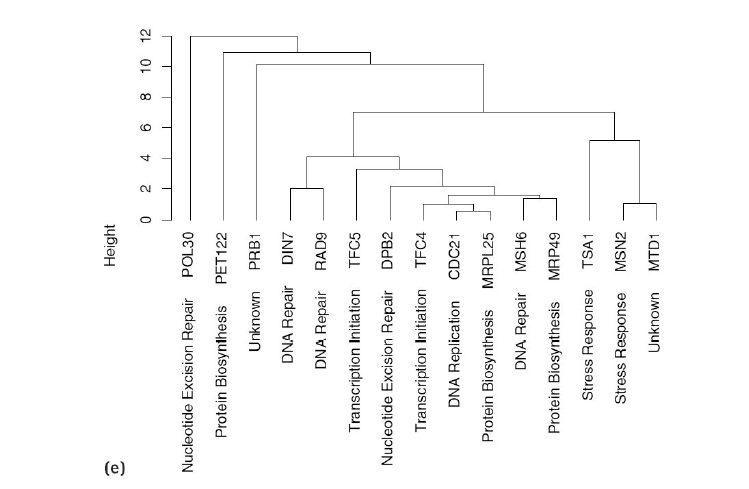 12
10
8
6
4
2
0
Height
POL30
PET122
PRB1
DIN7
RAD9
TFC5
DPB2
TFC4
CDC21
MRPL25
MSH6
MRP49
TSA1
MSN2
MTD1
Nucleotide Excision Repair
Protein Biosynthesis
Unknown
DNA Repair
DNA Repair
Transcription Initiation
Nucleotide Excision Repair
Transcription Initiation
DNA Replication
Protein Biosynthesis
DNA Repair
Protein Biosynthesis
Stress Response
Stress Response
Unknown
(e)